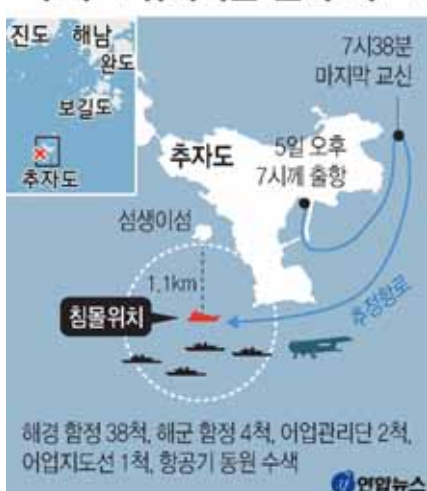 진도
해남
완도
보길도
추자도
7시38분
마지막 교신
추자도
5일 오후
7시께 출항
섬생이섬
1.1km
침몰위치
추정항로
해경 함정 38척, 해군 함정 4척, 어업관리단 2척,
어업지도선 1척, 항공기 동원 수색
연합뉴스